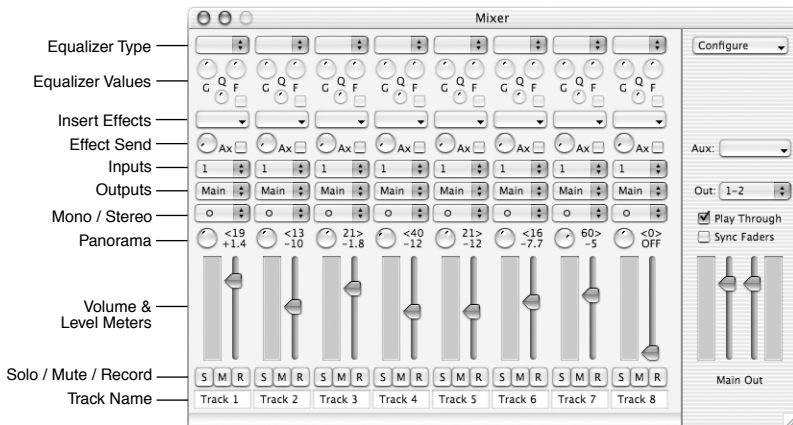 Mixer
Equalizer Type
Configure
Equalizer Values
G Q F G Q F G Q F G Q F G Q F G Q F G Q F G Q F
Insert Effects
Effect Send
Ax Ax Ax Ax Ax Ax Ax Ax
Aux:
Inputs
1 1 1 1 1 1 1 1
Outputs
Main Main Main Main Main Main Main Main
Out: 1-2
Mono / Stereo
Play Through
Panorama
<19 <13 21> <40 21> <16 60> <0>
+1.4 -10 -1.8 -12 -12 -7.7 -5 OFF
Sync Faders
Volume &
Level Meters
Solo / Mute / Record
S M R S M R S M R S M R S M R S M R S M R S M R
Main Out
Track Name
Track 1 Track 2 Track 3 Track 4 Track 5 Track 6 Track 7 Track 8